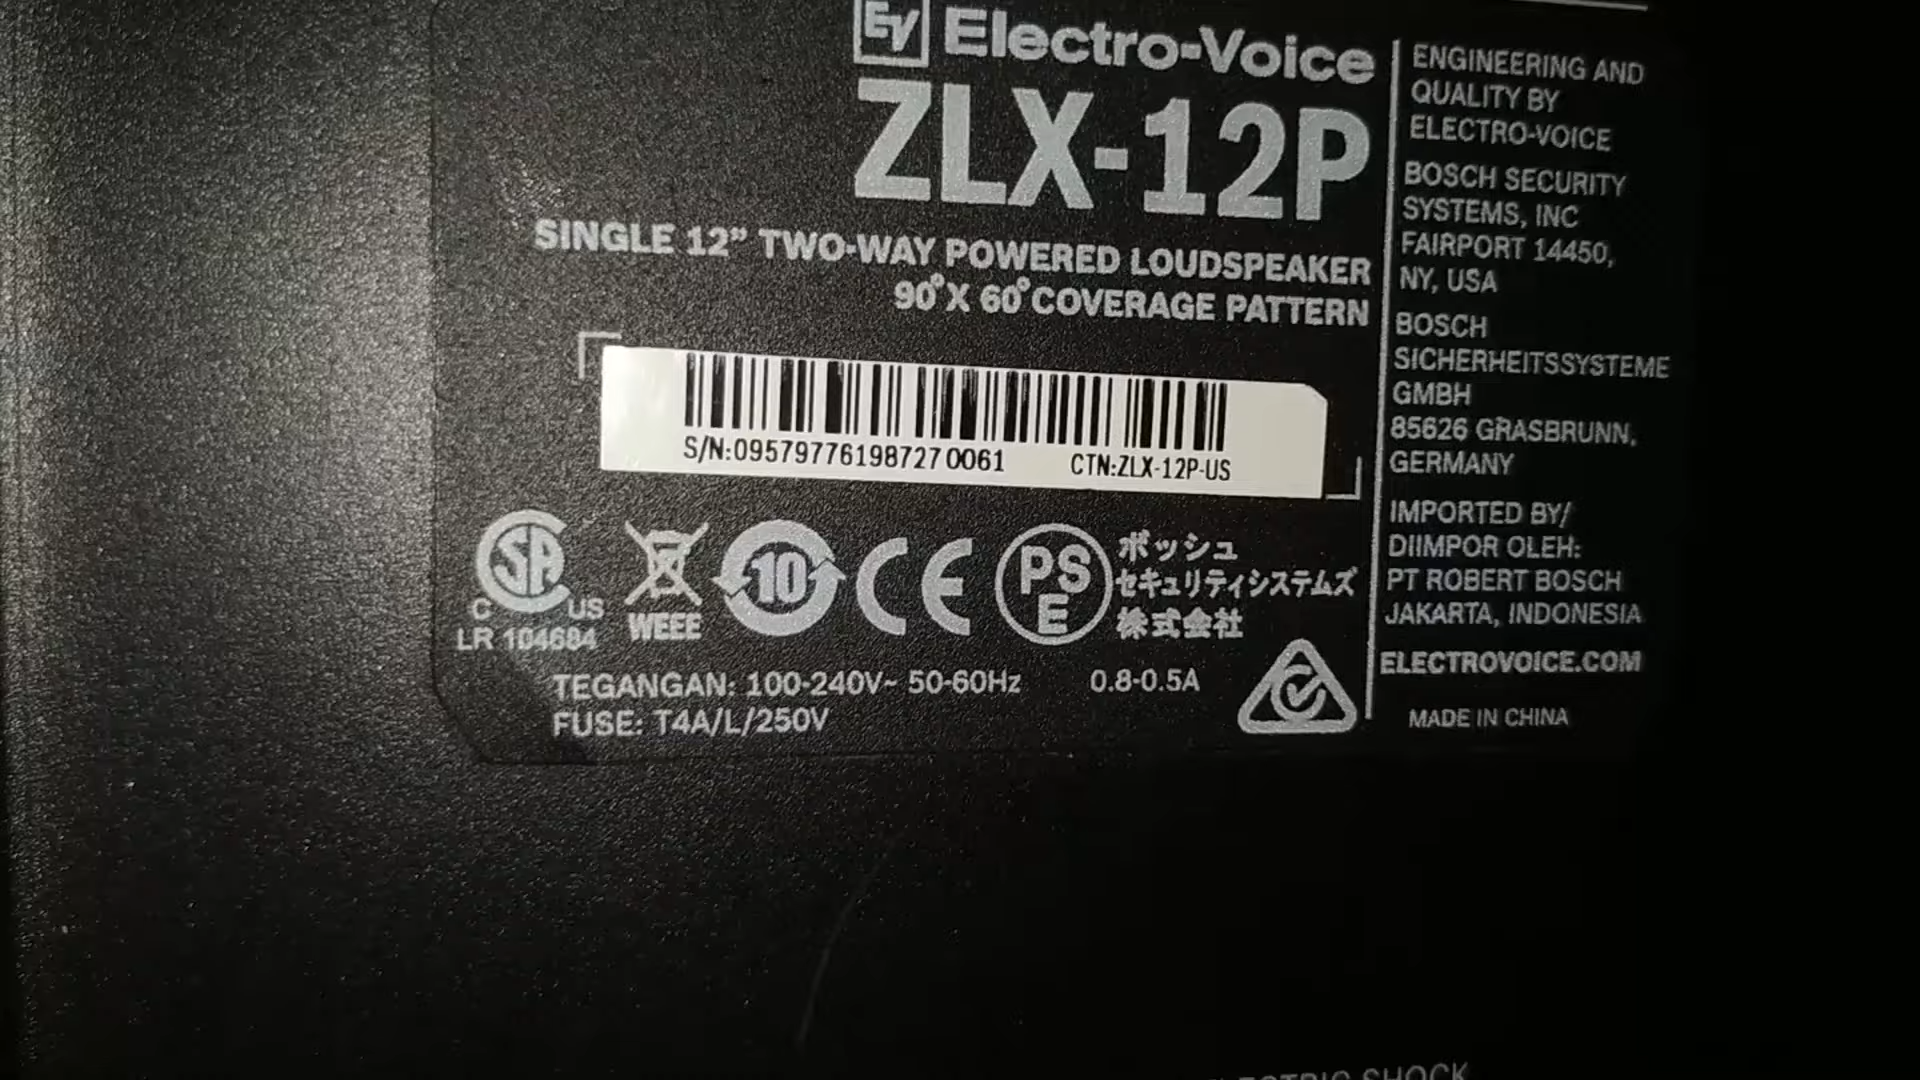 EV Electro-Voice
ZLX-12P
SINGLE 12” TWO-WAY POWERED LOUDSPEAKER
90° X 60° COVERAGE PATTERN
S/N:095797761987270061 CTN:ZLX-12P-US
C US
LR 104684
WEEE
10
CE
PS
E
ボッシュ
セキュリティシステムズ
株式会社
TEGANGAN: 100-240V~ 50-60Hz 0.8-0.5A
FUSE: T4A/L/250V
ENGINEERING AND
QUALITY BY
ELECTRO-VOICE
BOSCH SECURITY
SYSTEMS, INC
FAIRPORT 14450,
NY, USA
BOSCH
SICHERHEITSSYSTEME
GMBH
85626 GRASBRUNN,
GERMANY
IMPORTED BY/
DIIMPOR OLEH:
PT ROBERT BOSCH
JAKARTA, INDONESIA
ELECTROVOICE.COM
MADE IN CHINA
SHOCK